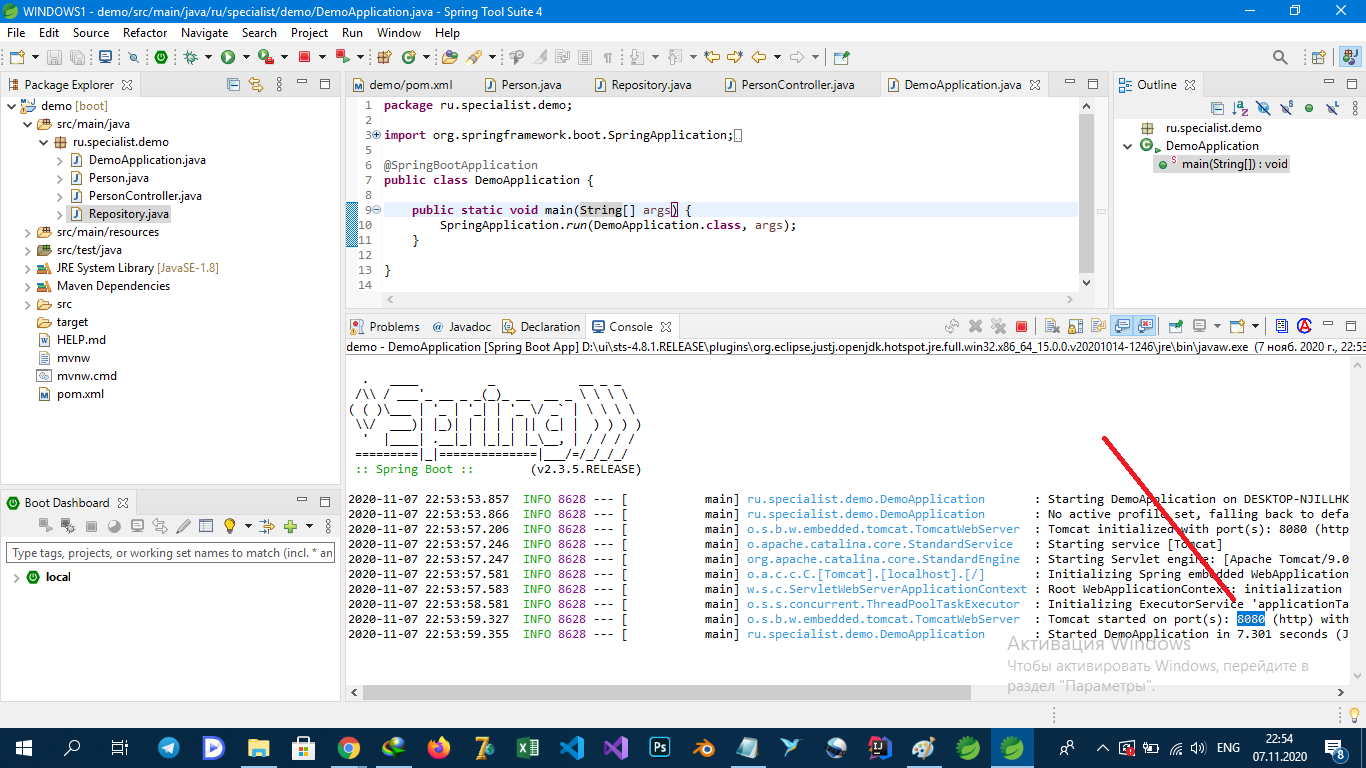 WINDOWS1 - demo/src/main/java/ru/specialist/demo/DemoApplication.java - Spring Tool Suite 4
File Edit Source Refactor Navigate Search Project Run Window Help
Package Explorer
demo [boot]
src/main/java
ru.specialist.demo
DemoApplication.java
Person.java
PersonController.java
Repository.java
src/main/resources
src/test/java
JRE System Library [JavaSE-1.8]
Maven Dependencies
src
target
HELP.md
mvnw
mvnw.cmd
pom.xml
demo/pom.xml Person.java Repository.java PersonController.java DemoApplication.java
1 package ru.specialist.demo;
2
3 import org.springframework.boot.SpringApplication;
5
6 @SpringBootApplication
7 public class DemoApplication {
8
9 public static void main(String[] args) {
10 SpringApplication.run(DemoApplication.class, args);
11 }
12
13 }
14
Outline
ru.specialist.demo
DemoApplication
main(String[]) : void
Boot Dashboard
Type tags, projects, or working set names to match (incl. * an
local
Problems Javadoc Declaration Console
demo - DemoApplication [Spring Boot App] D:\ui\sts-4.8.1.RELEASE\plugins\org.eclipse.justj.openjdk.hotspot.jre.full.win32.x86_64_15.0.0.v20201014-1246\jre\bin\javaw.exe (7 нояб. 2020 г., 22:53
  .   ____          _            __ _ _
 /\\ / ___'_ __ _ _(_)_ __  __ _ \ \ \ \
( ( )\___ | '_ | '_| | '_ \/ _` | \ \ \ \
 \\/  ___)| |_)| | | | | || (_| |  ) ) ) )
  '  |____| .__|_| |_|_| |_\__, | / / / /
 =========|_|==============|___/=/_/_/_/
 :: Spring Boot ::        (v2.3.5.RELEASE)
2020-11-07 22:53:53.857 INFO 8628 --- [ main] ru.specialist.demo.DemoApplication : Starting DemoApplication on DESKTOP-NJILLHK
2020-11-07 22:53:53.866 INFO 8628 --- [ main] ru.specialist.demo.DemoApplication : No active profile set, falling back to defa
2020-11-07 22:53:57.206 INFO 8628 --- [ main] o.s.b.w.embedded.tomcat.TomcatWebServer : Tomcat initialized with port(s): 8080 (http
2020-11-07 22:53:57.246 INFO 8628 --- [ main] o.apache.catalina.core.StandardService : Starting service [Tomcat]
2020-11-07 22:53:57.247 INFO 8628 --- [ main] org.apache.catalina.core.StandardEngine : Starting Servlet engine: [Apache Tomcat/9.0
2020-11-07 22:53:57.581 INFO 8628 --- [ main] o.a.c.c.C.[Tomcat].[localhost].[/] : Initializing Spring embedded WebApplication
2020-11-07 22:53:57.583 INFO 8628 --- [ main] w.s.c.ServletWebServerApplicationContext : Root WebApplicationContext: initialization
2020-11-07 22:53:58.581 INFO 8628 --- [ main] o.s.s.concurrent.ThreadPoolTaskExecutor : Initializing ExecutorService 'applicationTa
2020-11-07 22:53:59.327 INFO 8628 --- [ main] o.s.b.w.embedded.tomcat.TomcatWebServer : Tomcat started on port(s): 8080 (http) with
2020-11-07 22:53:59.355 INFO 8628 --- [ main] ru.specialist.demo.DemoApplication : Started DemoApplication in 7.301 seconds (J
Активация Windows
Чтобы активировать Windows, перейдите в
раздел "Параметры".
ENG
22:54
07.11.2020
8